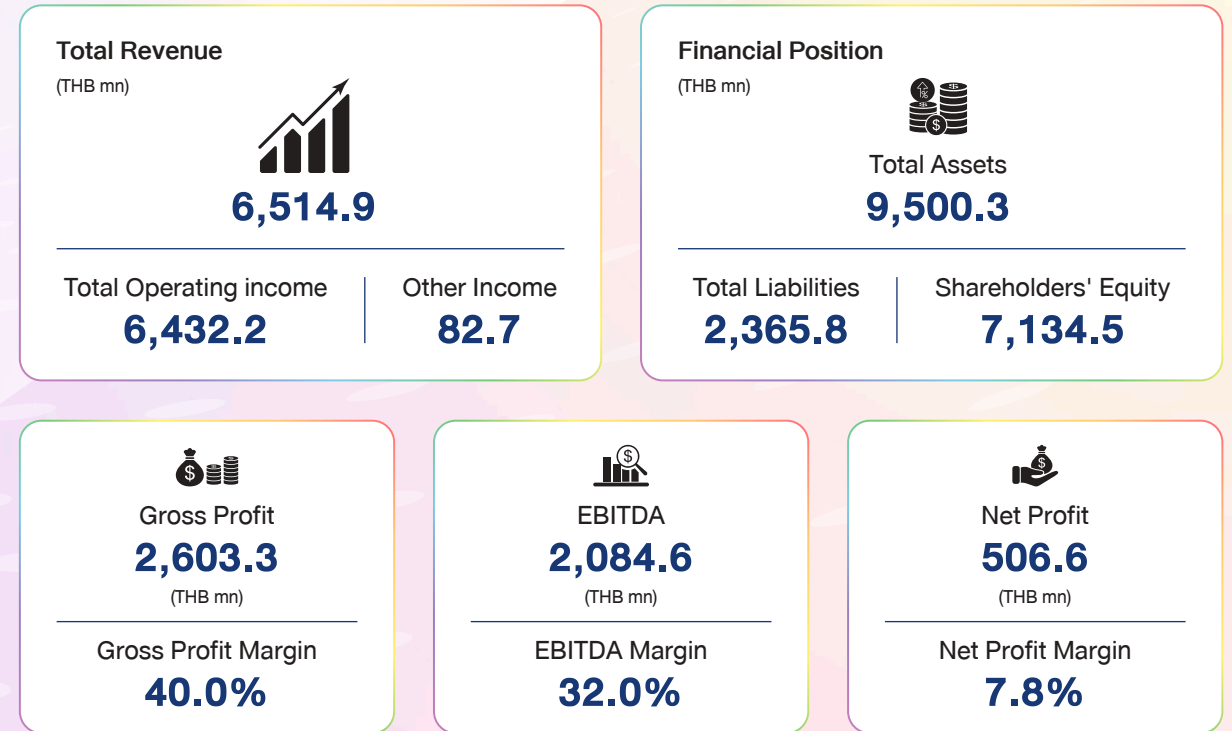 Total Revenue
(THB mn)
6,514.9
Total Operating income
6,432.2
Other Income
82.7
Financial Position
(THB mn)
Total Assets
9,500.3
Total Liabilities
2,365.8
Shareholders' Equity
7,134.5
Gross Profit
2,603.3
(THB mn)
Gross Profit Margin
40.0%
EBITDA
2,084.6
(THB mn)
EBITDA Margin
32.0%
Net Profit
506.6
(THB mn)
Net Profit Margin
7.8%